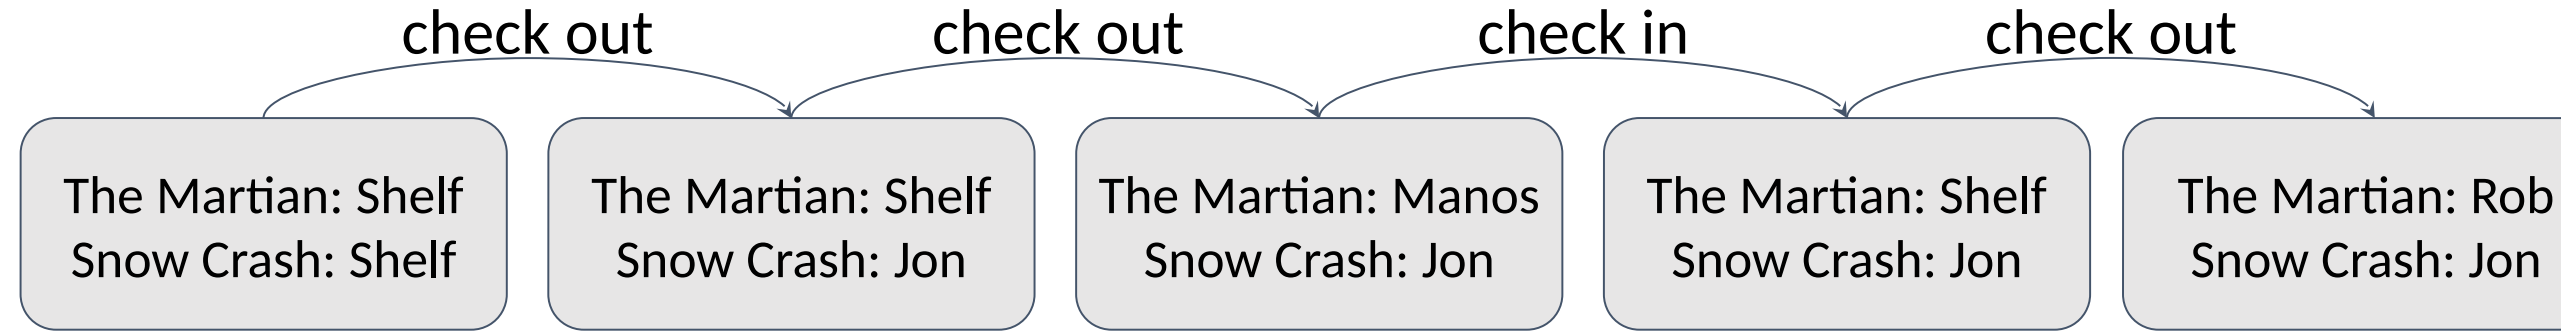 check out
check out
check in
check out
The Martian: Shelf
Snow Crash: Shelf
The Martian: Shelf
Snow Crash: Jon
The Martian: Manos
Snow Crash: Jon
The Martian: Shelf
Snow Crash: Jon
The Martian: Rob
Snow Crash: Jon